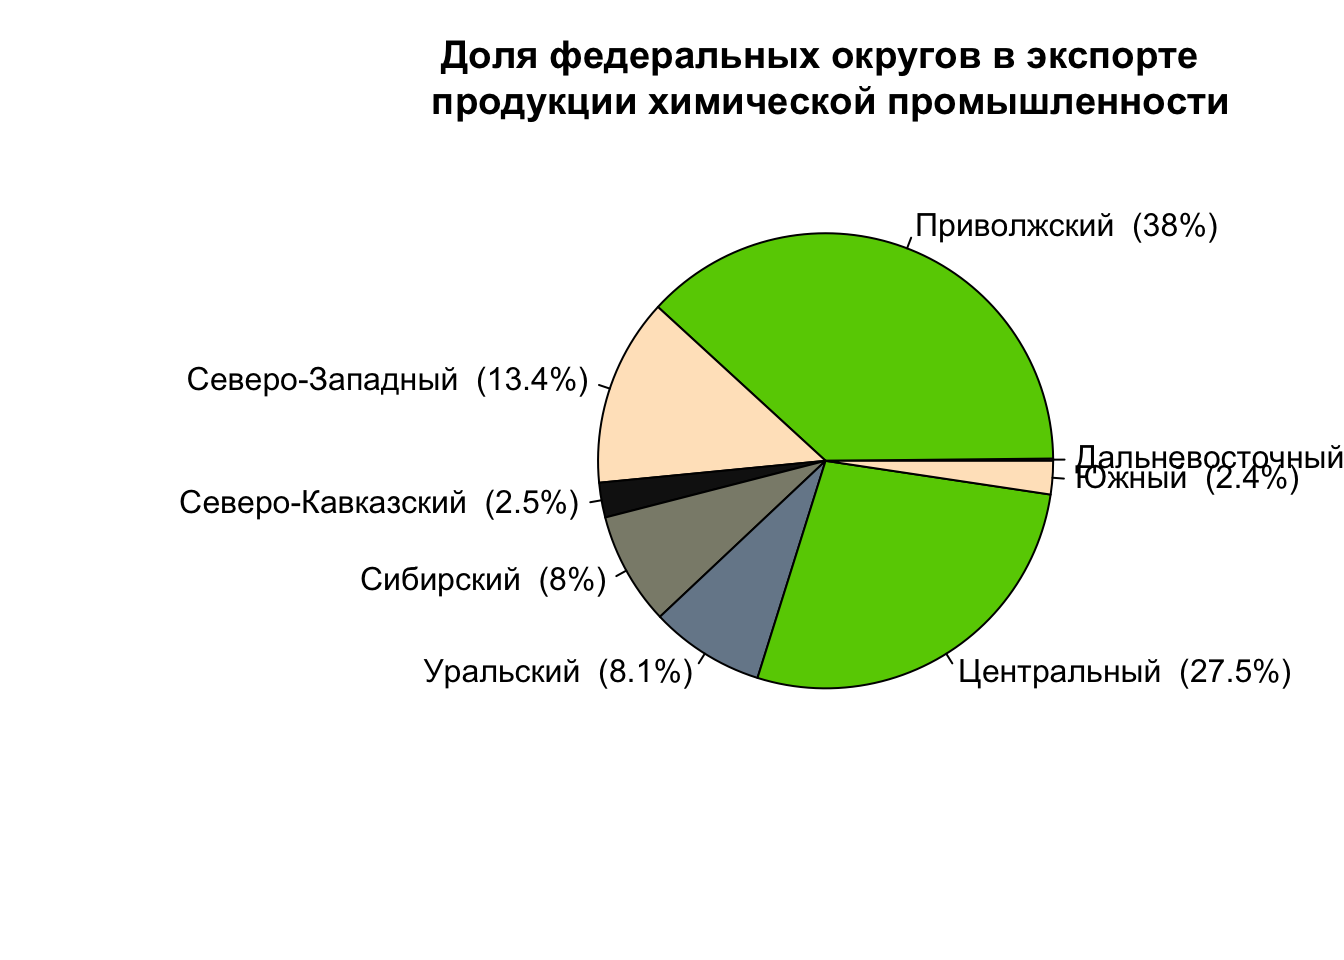 Доля федеральных округов в экспорте
продукции химической промышленности
Приволжский (38%)
Северо-Западный (13.4%)
Дальневосточный
Южный (2.4%)
Северо-Кавказский (2.5%)
Сибирский (8%)
Уральский (8.1%)
Центральный (27.5%)